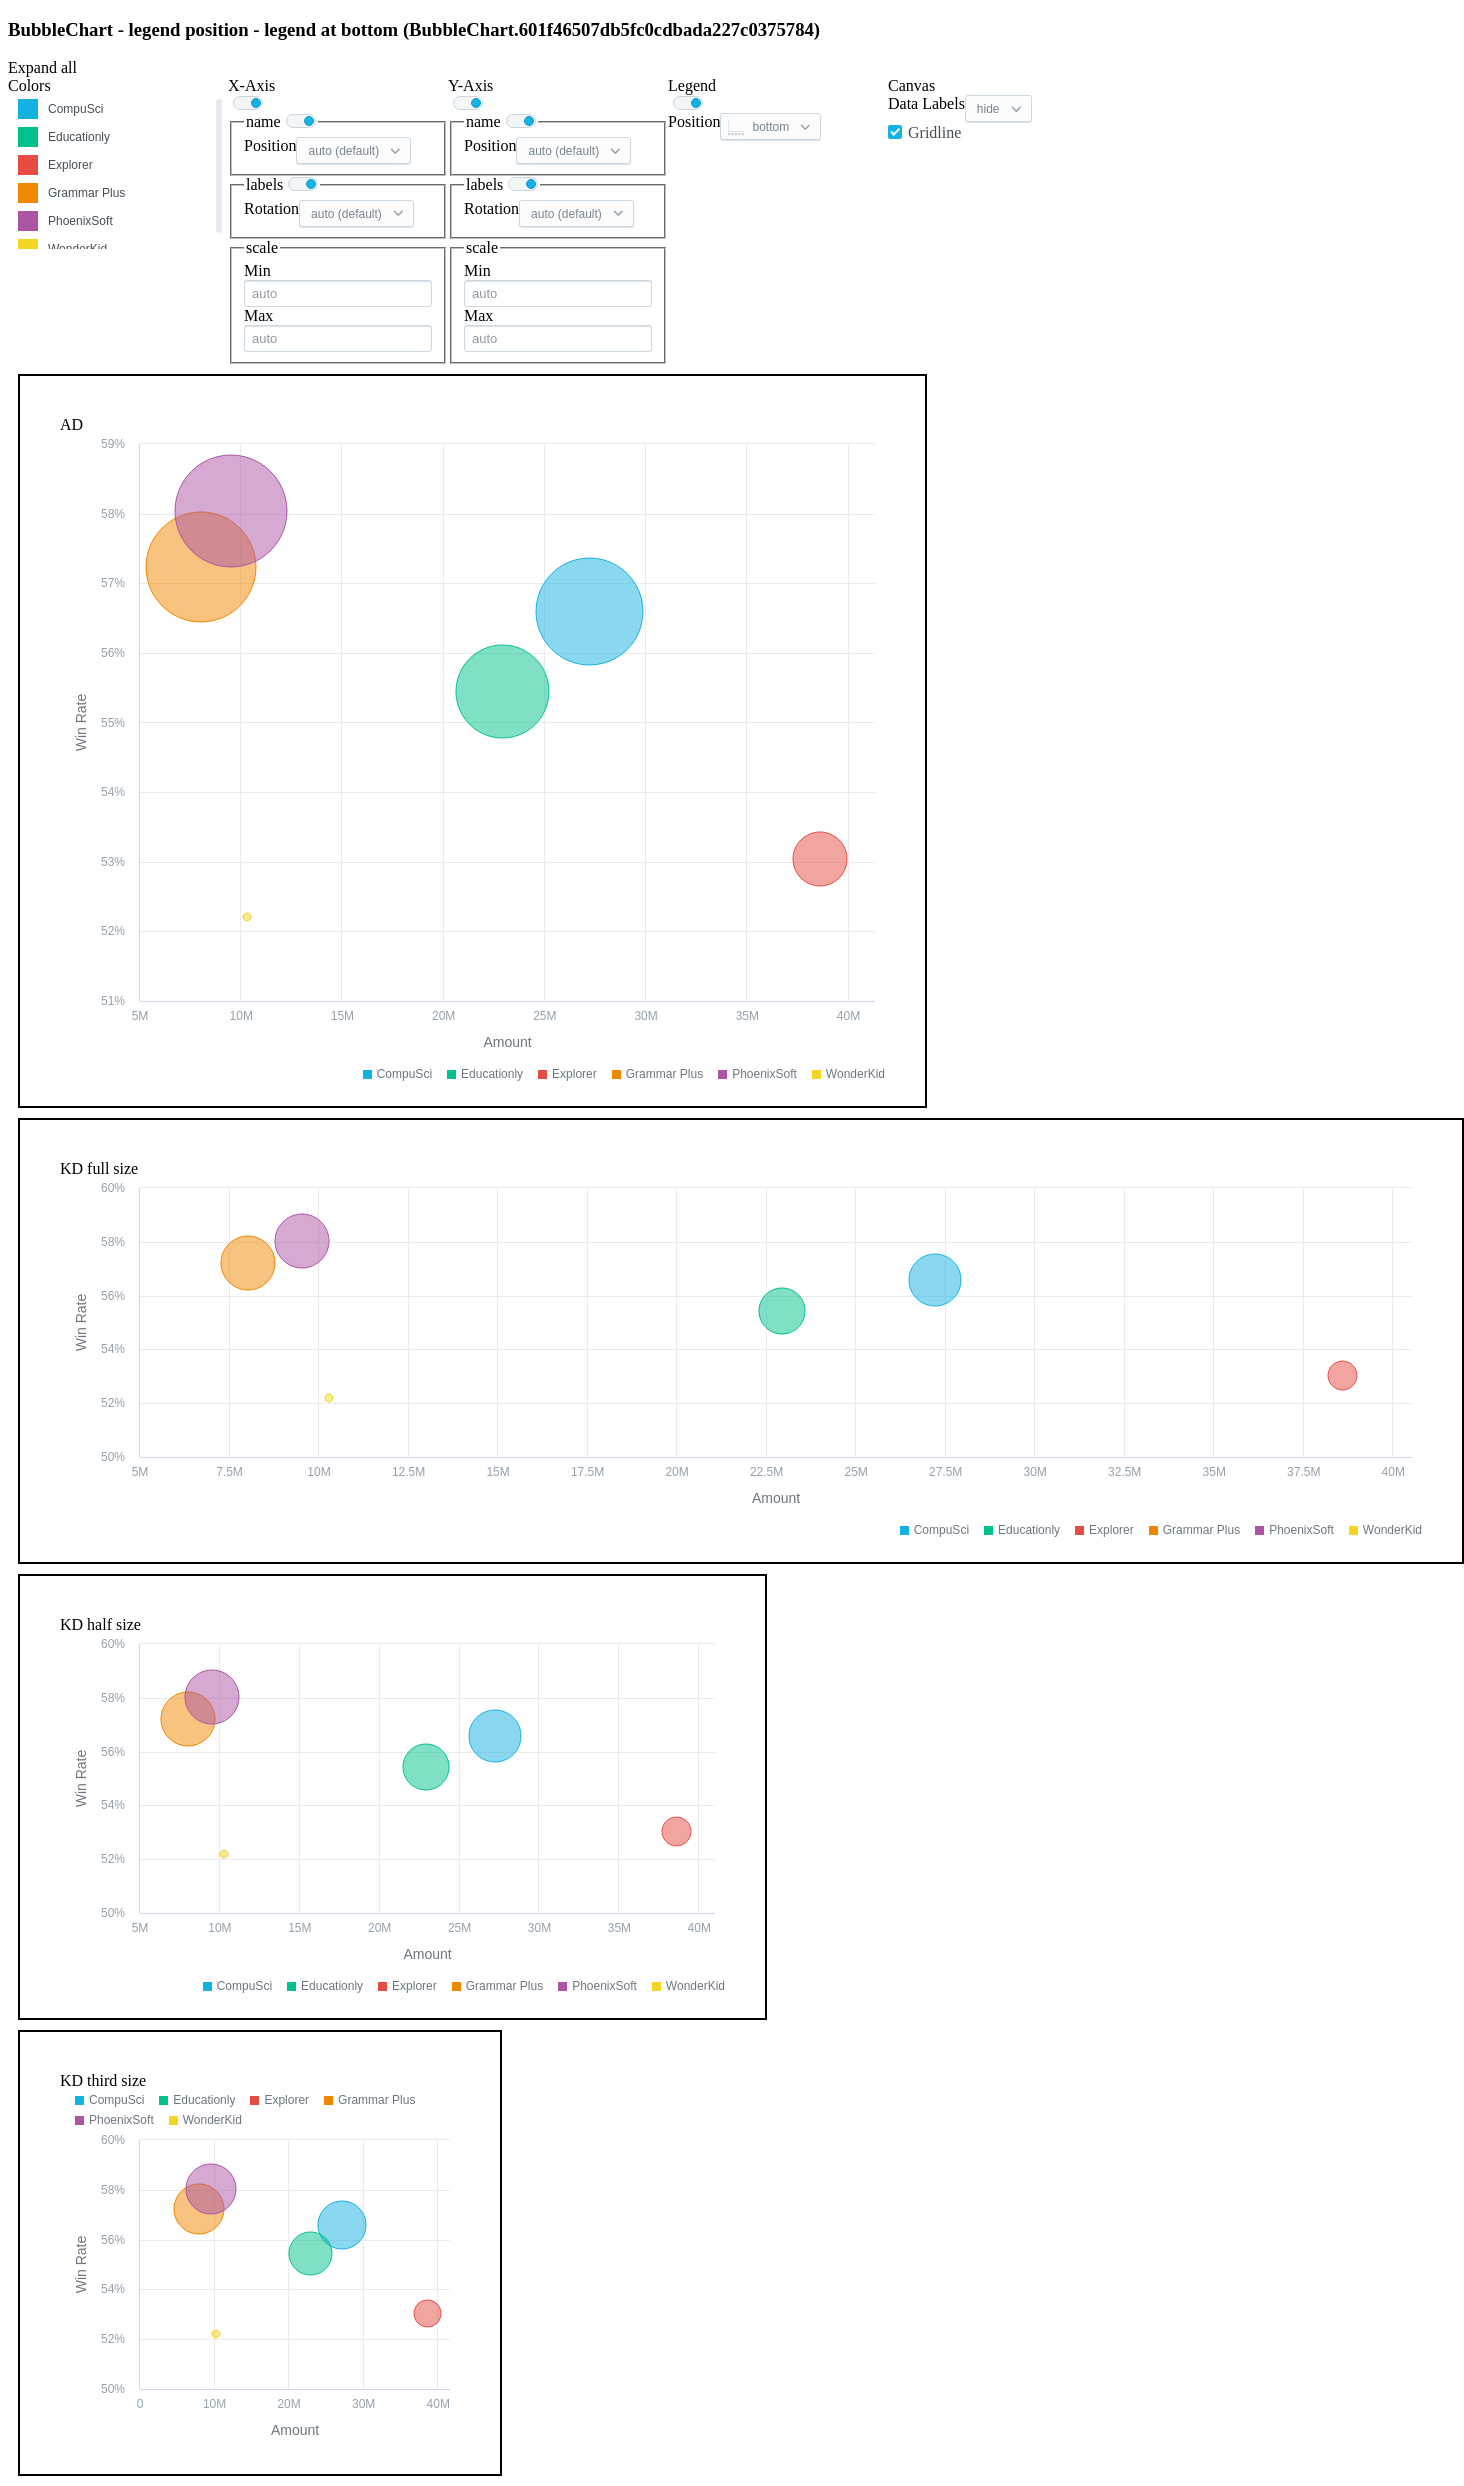 BubbleChart - legend position - legend at bottom (BubbleChart.601f46507db5fc0cdbada227c0375784)
Expand all
Colors
CompuSci
Educationly
Explorer
Grammar Plus
PhoenixSoft
WonderKid
X-Axis
name
Position auto (default)
labels
Rotation auto (default)
scale
Min
auto
Max
auto
Y-Axis
name
Position auto (default)
labels
Rotation auto (default)
scale
Min
auto
Max
auto
Legend
Position bottom
Canvas
Data Labels hide
Gridline
AD
59%
58%
57%
56%
55%
54%
53%
52%
51%
Win Rate
5M 10M 15M 20M 25M 30M 35M 40M
Amount
CompuSci Educationly Explorer Grammar Plus PhoenixSoft WonderKid
KD full size
60%
58%
56%
54%
52%
50%
Win Rate
5M 7.5M 10M 12.5M 15M 17.5M 20M 22.5M 25M 27.5M 30M 32.5M 35M 37.5M 40M
Amount
CompuSci Educationly Explorer Grammar Plus PhoenixSoft WonderKid
KD half size
60%
58%
56%
54%
52%
50%
Win Rate
5M 10M 15M 20M 25M 30M 35M 40M
Amount
CompuSci Educationly Explorer Grammar Plus PhoenixSoft WonderKid
KD third size
CompuSci Educationly Explorer Grammar Plus
PhoenixSoft WonderKid
60%
58%
56%
54%
52%
50%
Win Rate
0 10M 20M 30M 40M
Amount